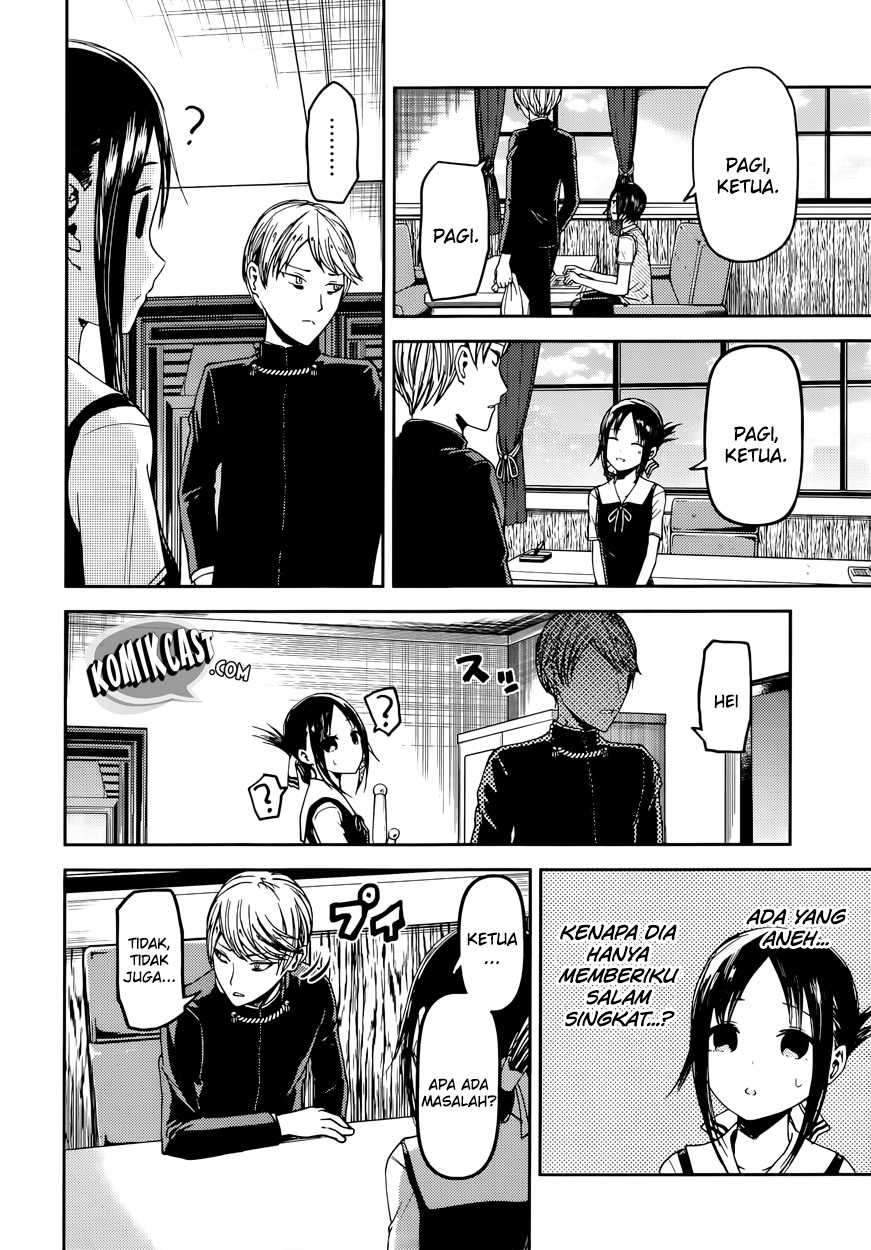 PAGI,
KETUA.
PAGI.
PAGI,
KETUA.
.........
?
HEI
スッ
?
?
KOMIKCAST
.COM
ADA YANG
ANEH...
KENAPA DIA
HANYA
MEMBERIKU
SALAM
SINGKAT...?
KETUA
...
APA ADA
MASALAH?
プイ
TIDAK,
TIDAK
JUGA...